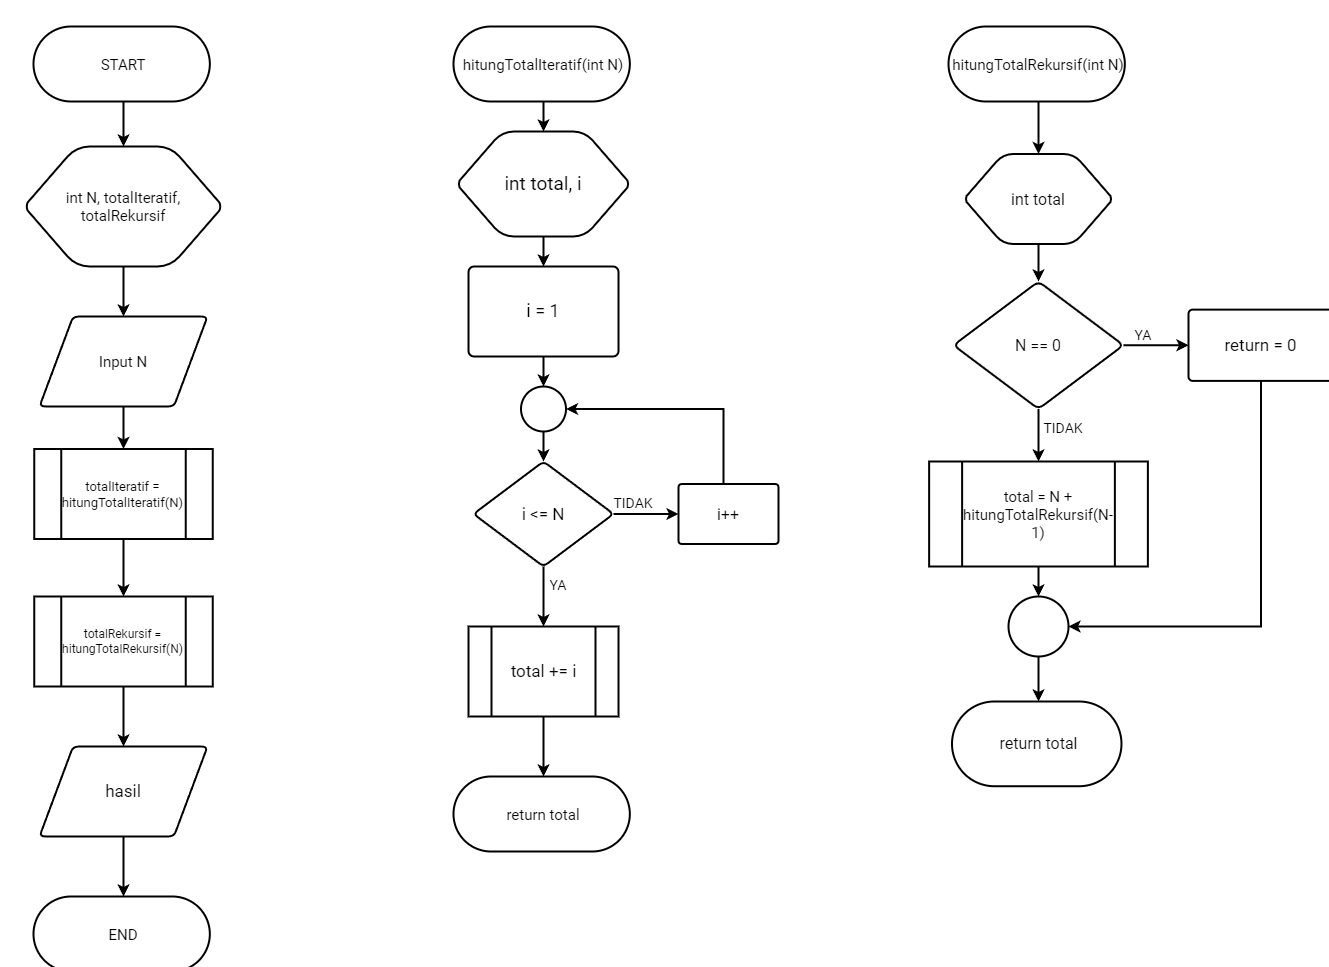 START
int N, totalIteratif,
totalRekursif
Input N
totalIteratif =
hitungTotalIteratif(N)
totalRekursif =
hitungTotalRekursif(N)
hasil
END
hitungTotalIteratif(int N)
int total, i
i = 1
i <= N
TIDAK
i++
YA
total += i
return total
hitungTotalRekursif(int N)
int total
N == 0
YA
return = 0
TIDAK
total = N +
hitungTotalRekursif(N-
1)
return total